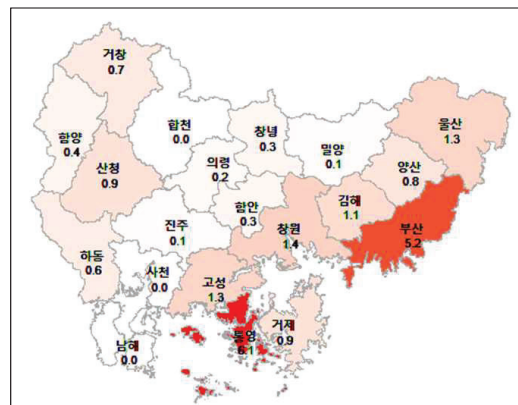 거창
0.7
함양
0.4
합천
0.0
창녕
0.3
밀양
0.1
울산
1.3
산청
0.9
의령
0.2
양산
0.8
함안
0.3
김해
1.1
진주
0.1
창원
1.4
부산
5.2
하동
0.6
사천
0.0
고성
1.3
거제
0.9
통영
6.1
남해
0.0